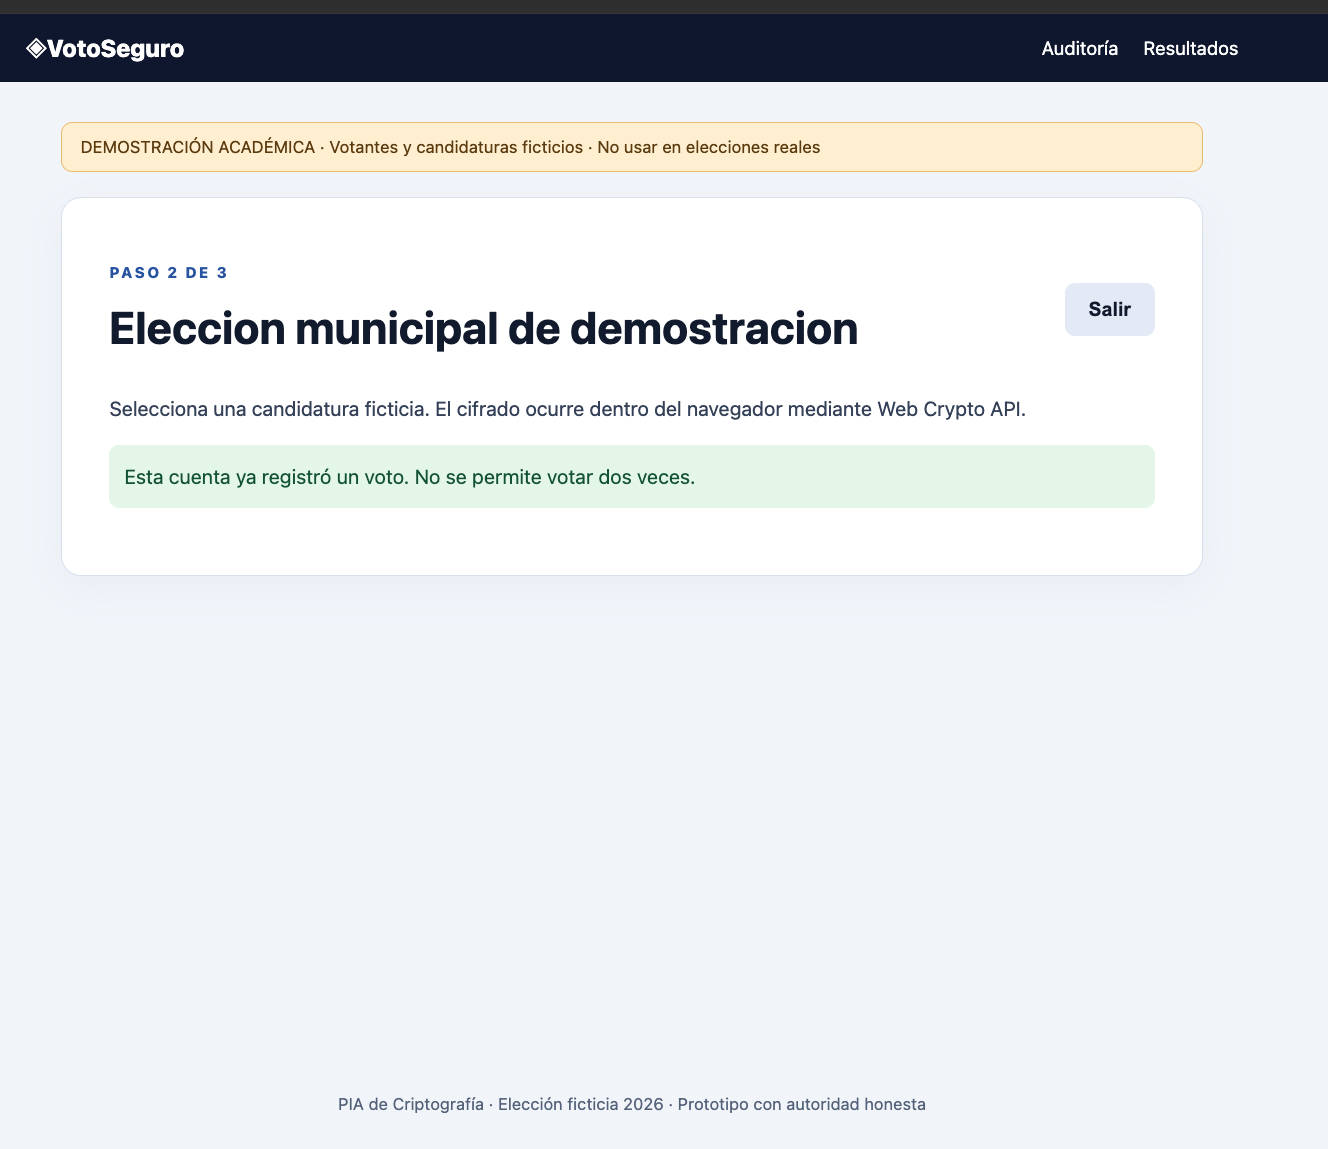 ◈VotoSeguro
Auditoría Resultados
DEMOSTRACIÓN ACADÉMICA · Votantes y candidaturas ficticios · No usar en elecciones reales
PASO 2 DE 3
Eleccion municipal de demostracion
Salir
Selecciona una candidatura ficticia. El cifrado ocurre dentro del navegador mediante Web Crypto API.
Esta cuenta ya registró un voto. No se permite votar dos veces.
PIA de Criptografía · Elección ficticia 2026 · Prototipo con autoridad honesta